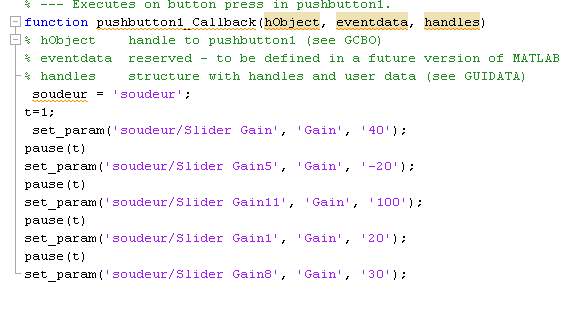 % --- Executes on button press in pushbutton1.
function pushbutton1_Callback(hObject, eventdata, handles)
% hObject    handle to pushbutton1 (see GCBO)
% eventdata  reserved - to be defined in a future version of MATLAB
% handles    structure with handles and user data (see GUIDATA)
 soudeur = 'soudeur';
t=1;
 set_param('soudeur/Slider Gain', 'Gain', '40');
pause(t)
set_param('soudeur/Slider Gain5', 'Gain', '-20');
pause(t)
set_param('soudeur/Slider Gain11', 'Gain', '100');
pause(t)
set_param('soudeur/Slider Gain1', 'Gain', '20');
pause(t)
set_param('soudeur/Slider Gain8', 'Gain', '30');